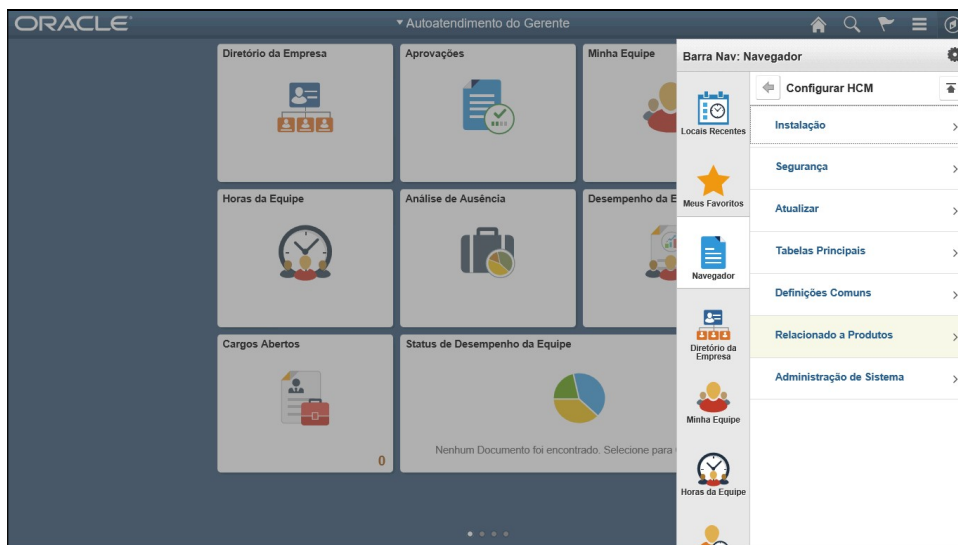 ORACLE
Autoatendimento do Gerente
Diretório da Empresa
Aprovações
Minha Equipe
Horas da Equipe
Análise de Ausência
Desempenho da E
Cargos Abertos
0
Status de Desempenho da Equipe
Nenhum Documento foi encontrado. Selecione para
Barra Nav: Navegador
Locais Recentes
Meus Favoritos
Navegador
Diretório da
Empresa
Minha Equipe
Horas da Equipe
Configurar HCM
Instalação
Segurança
Atualizar
Tabelas Principais
Definições Comuns
Relacionado a Produtos
Administração de Sistema